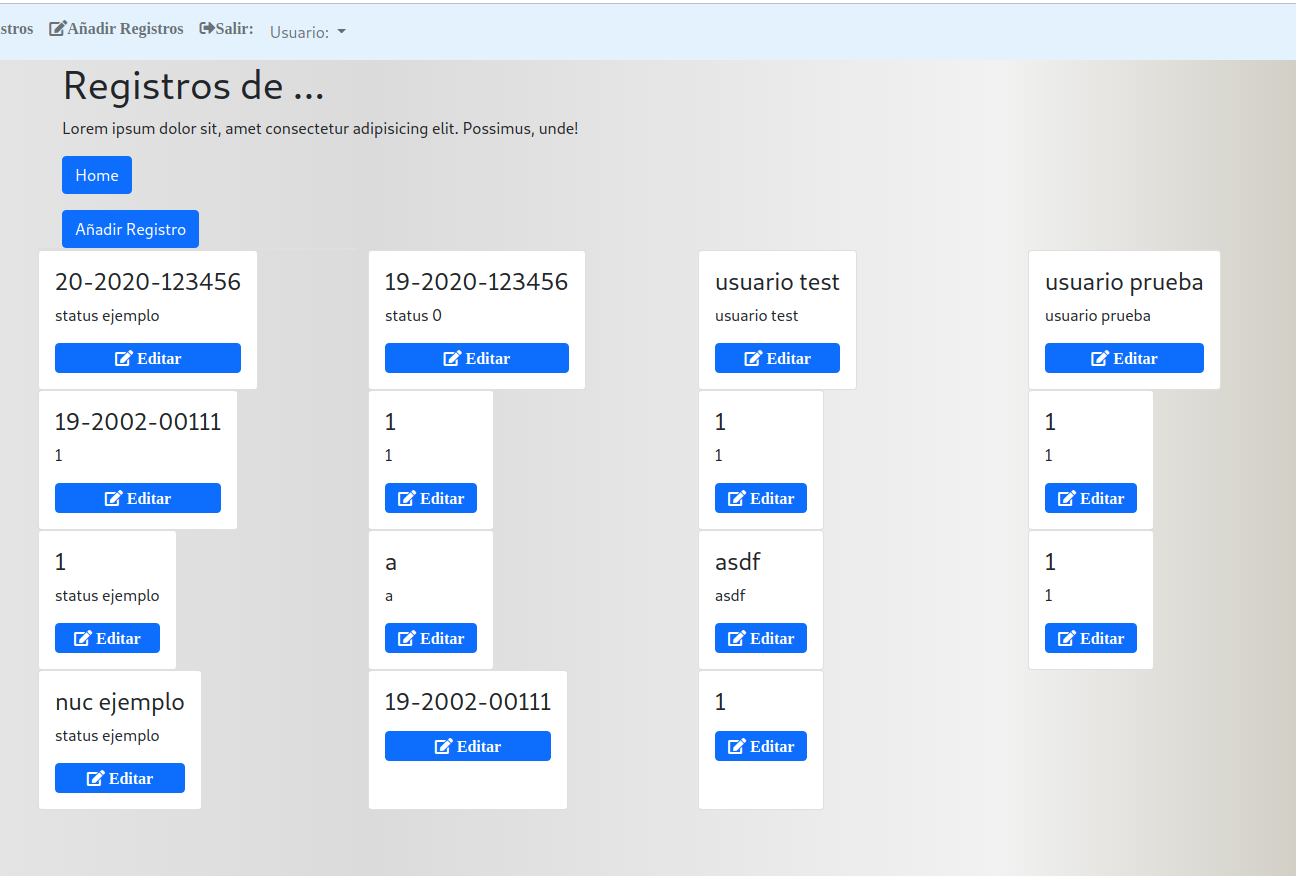 stros Añadir Registros Salir: Usuario:
Registros de ...
Lorem ipsum dolor sit, amet consectetur adipisicing elit. Possimus, unde!
Home
Añadir Registro
20-2020-123456
status ejemplo
Editar
19-2020-123456
status 0
Editar
usuario test
usuario test
Editar
usuario prueba
usuario prueba
Editar
19-2002-00111
1
Editar
1
1
Editar
1
1
Editar
1
1
Editar
1
status ejemplo
Editar
a
a
Editar
asdf
asdf
Editar
1
1
Editar
nuc ejemplo
status ejemplo
Editar
19-2002-00111
Editar
1
Editar